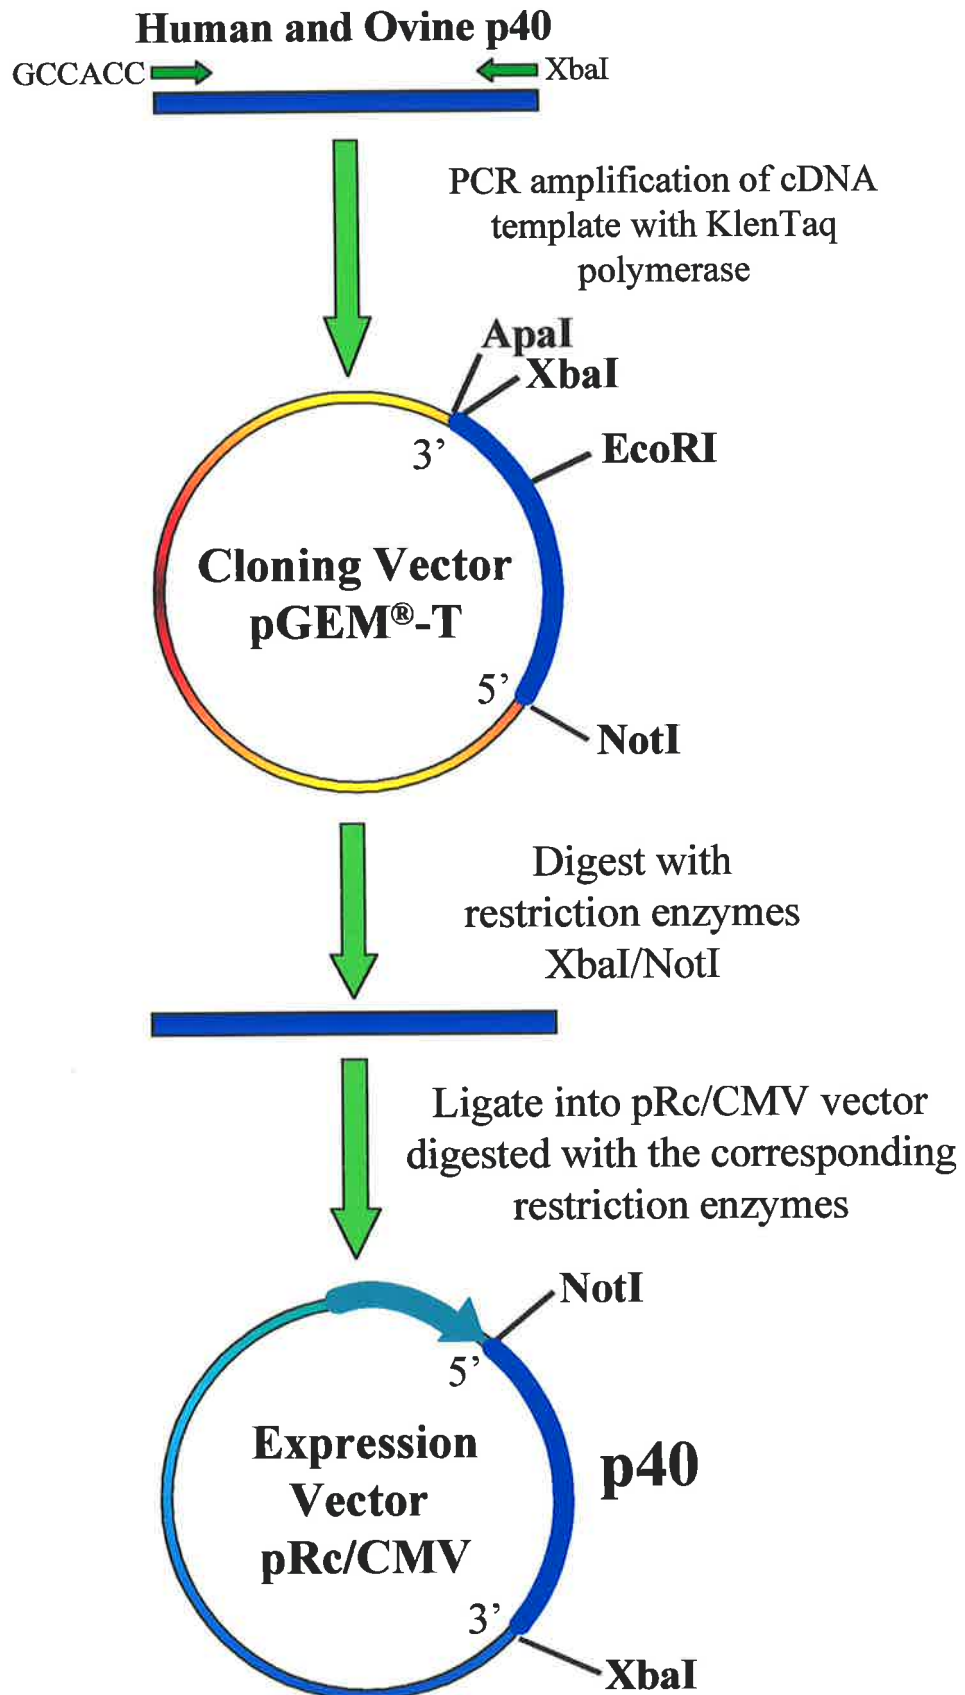 Human and Ovine p40
GCCACC
XbaI
PCR amplification of cDNA
template with KlenTaq
polymerase
ApaI
XbaI
3’
EcoRI
Cloning Vector
pGEM®-T
5’
NotI
Digest with
restriction enzymes
XbaI/NotI
Ligate into pRc/CMV vector
digested with the corresponding
restriction enzymes
NotI
5’
Expression
Vector
pRc/CMV
p40
3’
XbaI